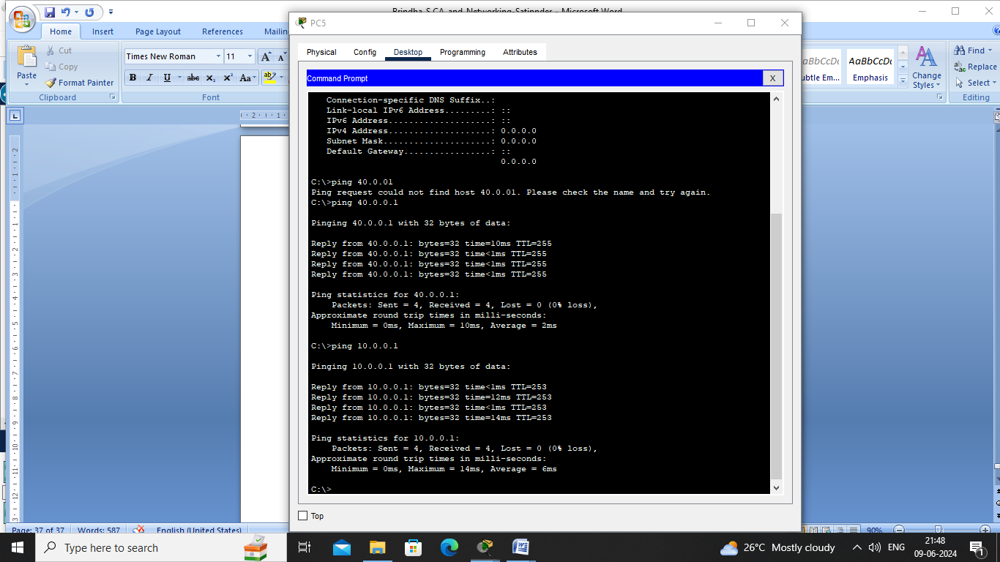 Brindha-S.CA-and-Networking-Satinder - Microsoft Word
PC5
Home Insert Page Layout References Mailin
Physical Config Desktop Programming Attributes
Paste
Cut
Copy
Format Painter
Clipboard
Times New Roman 11
B I U abc X₂ X² Aa ab
Font
AaBbCcDc AaBbCcDc
ubtle Em... Emphasis
Change
Styles
Find
Replace
Select
Editing
Command Prompt X
Connection-specific DNS Suffix..:
Link-local IPv6 Address.........: ::
IPv6 Address....................: ::
IPv4 Address....................: 0.0.0.0
Subnet Mask.....................: 0.0.0.0
Default Gateway.................: ::
0.0.0.0
C:\>ping 40.0.01
Ping request could not find host 40.0.01. Please check the name and try again.
C:\>ping 40.0.0.1
Pinging 40.0.0.1 with 32 bytes of data:
Reply from 40.0.0.1: bytes=32 time=10ms TTL=255
Reply from 40.0.0.1: bytes=32 time<1ms TTL=255
Reply from 40.0.0.1: bytes=32 time<1ms TTL=255
Reply from 40.0.0.1: bytes=32 time<1ms TTL=255
Ping statistics for 40.0.0.1:
Packets: Sent = 4, Received = 4, Lost = 0 (0% loss),
Approximate round trip times in milli-seconds:
Minimum = 0ms, Maximum = 10ms, Average = 2ms
C:\>ping 10.0.0.1
Pinging 10.0.0.1 with 32 bytes of data:
Reply from 10.0.0.1: bytes=32 time<1ms TTL=253
Reply from 10.0.0.1: bytes=32 time=12ms TTL=253
Reply from 10.0.0.1: bytes=32 time<1ms TTL=253
Reply from 10.0.0.1: bytes=32 time=14ms TTL=253
Ping statistics for 10.0.0.1:
Packets: Sent = 4, Received = 4, Lost = 0 (0% loss),
Approximate round trip times in milli-seconds:
Minimum = 0ms, Maximum = 14ms, Average = 6ms
C:\>
Top
Page: 37 of 37 Words: 587 English (United States) 90%
Type here to search
26°C Mostly cloudy
ENG
21:48
09-06-2024
1